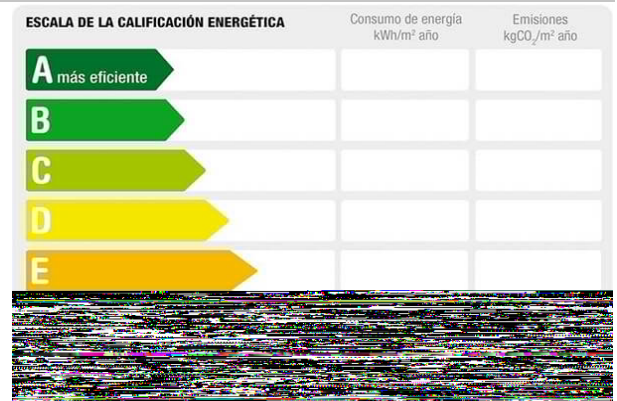 ESCALA DE LA CALIFICACIÓN ENERGÉTICA
Consumo de energía
kWh/m² año
Emisiones
kgCO₂/m² año
A más eficiente
B
C
D
E